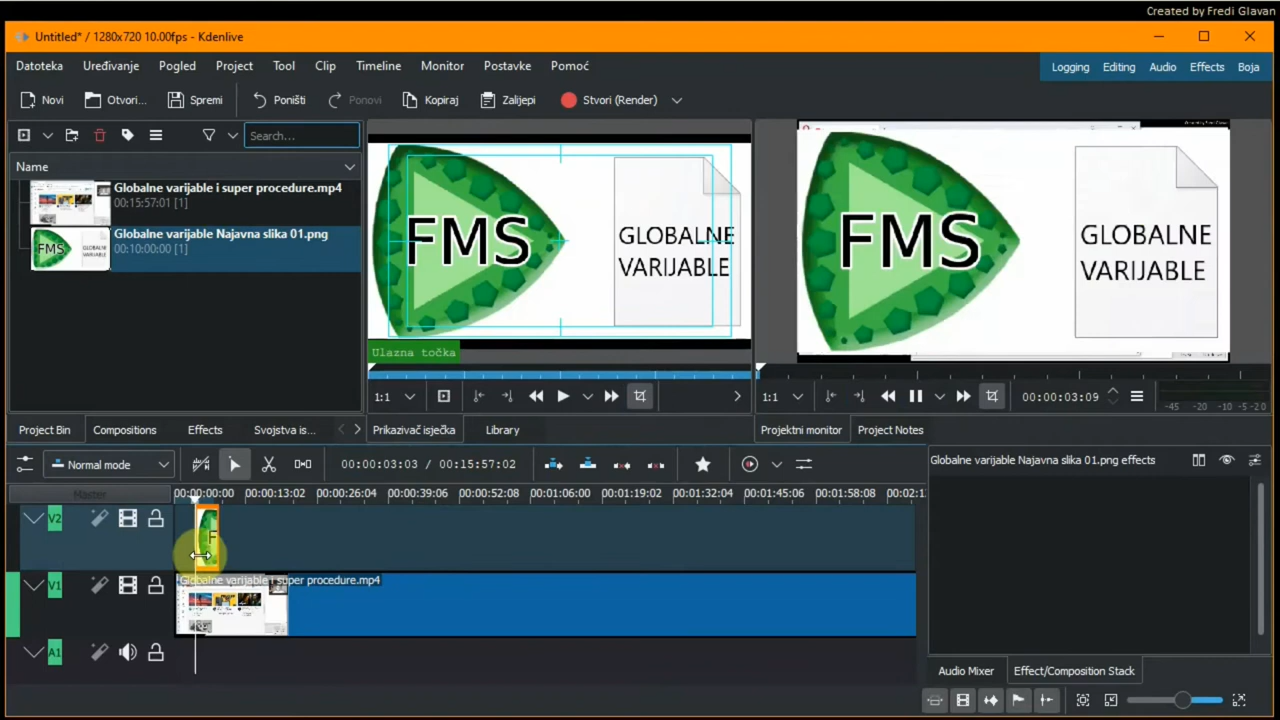 Created by Fredi Glavan
Untitled* / 1280x720 10.00fps - Kdenlive
Datoteka Uređivanje Pogled Project Tool Clip Timeline Monitor Postavke Pomoć
Logging Editing Audio Effects Boja
Novi Otvori... Spremi Poništi Ponovi Kopiraj Zalijepi Stvori (Render)
Search...
Name
Globalne varijable i super procedure.mp4
00:15:57:01 [1]
Globalne varijable Najavna slika 01.png
00:10:00:00 [1]
FMS
GLOBALNE
VARIJABLE
Ulazna točka
FMS
GLOBALNE
VARIJABLE
1:1
1:1
00:00:03:09
-45 -20 -10 -5 -2 0
Project Bin Compositions Effects Svojstva is...
Prikazivač isječka Library
Projektni monitor Project Notes
Normal mode
00:00:03:03 / 00:15:57:02
Globalne varijable Najavna slika 01.png effects
Master
00:00:00:00 00:00:13:02 00:00:26:04 00:00:39:06 00:00:52:08 00:01:06:00 00:01:19:02 00:01:32:04 00:01:45:06 00:01:58:08 00:02:1
V2
F
V1
Globalne varijable i super procedure.mp4
A1
Audio Mixer Effect/Composition Stack